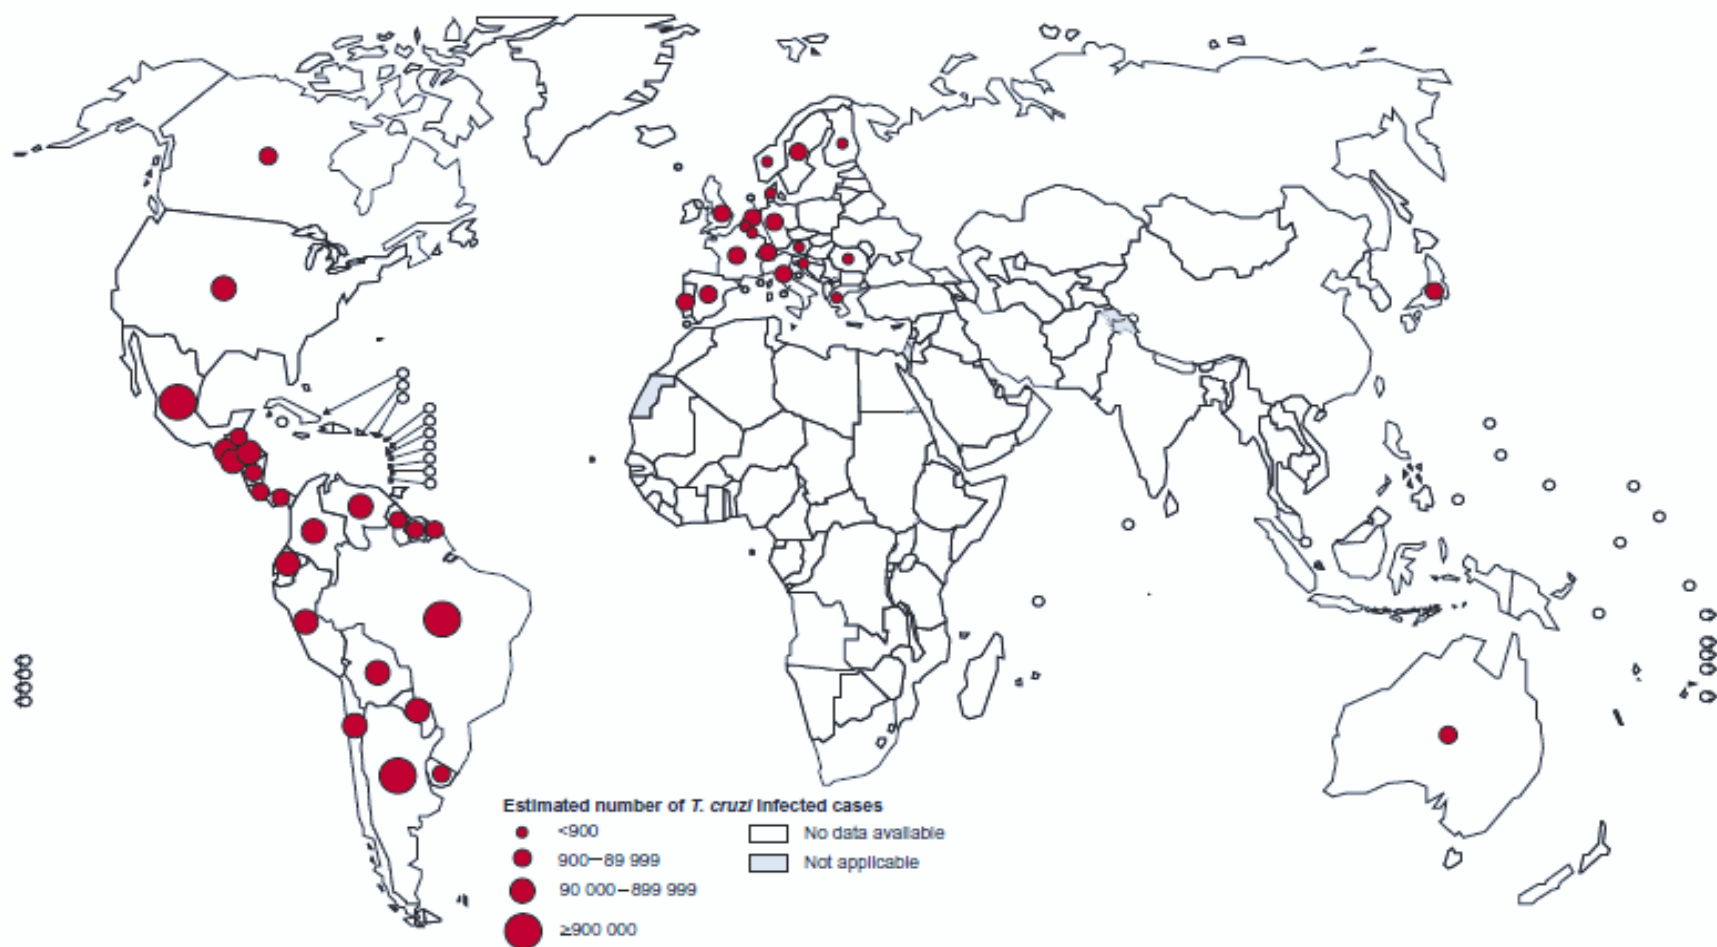 Estimated number of T. cruzi infected cases
<900
900–89 999
90 000–899 999
≥900 000
No data available
Not applicable